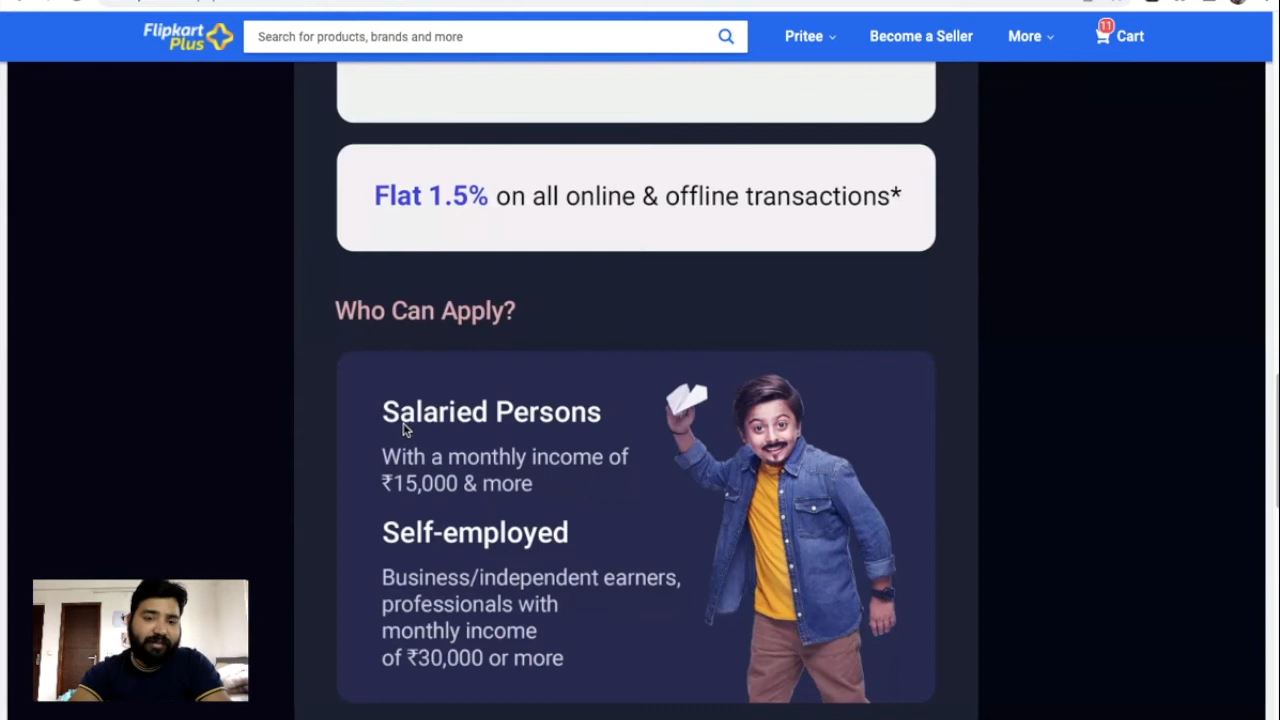 Flipkart
Plus
Search for products, brands and more
Pritee
Become a Seller
More
11
Cart
Flat 1.5% on all online & offline transactions*
Who Can Apply?
Salaried Persons
With a monthly income of
₹15,000 & more
Self-employed
Business/independent earners,
professionals with
monthly income
of ₹30,000 or more